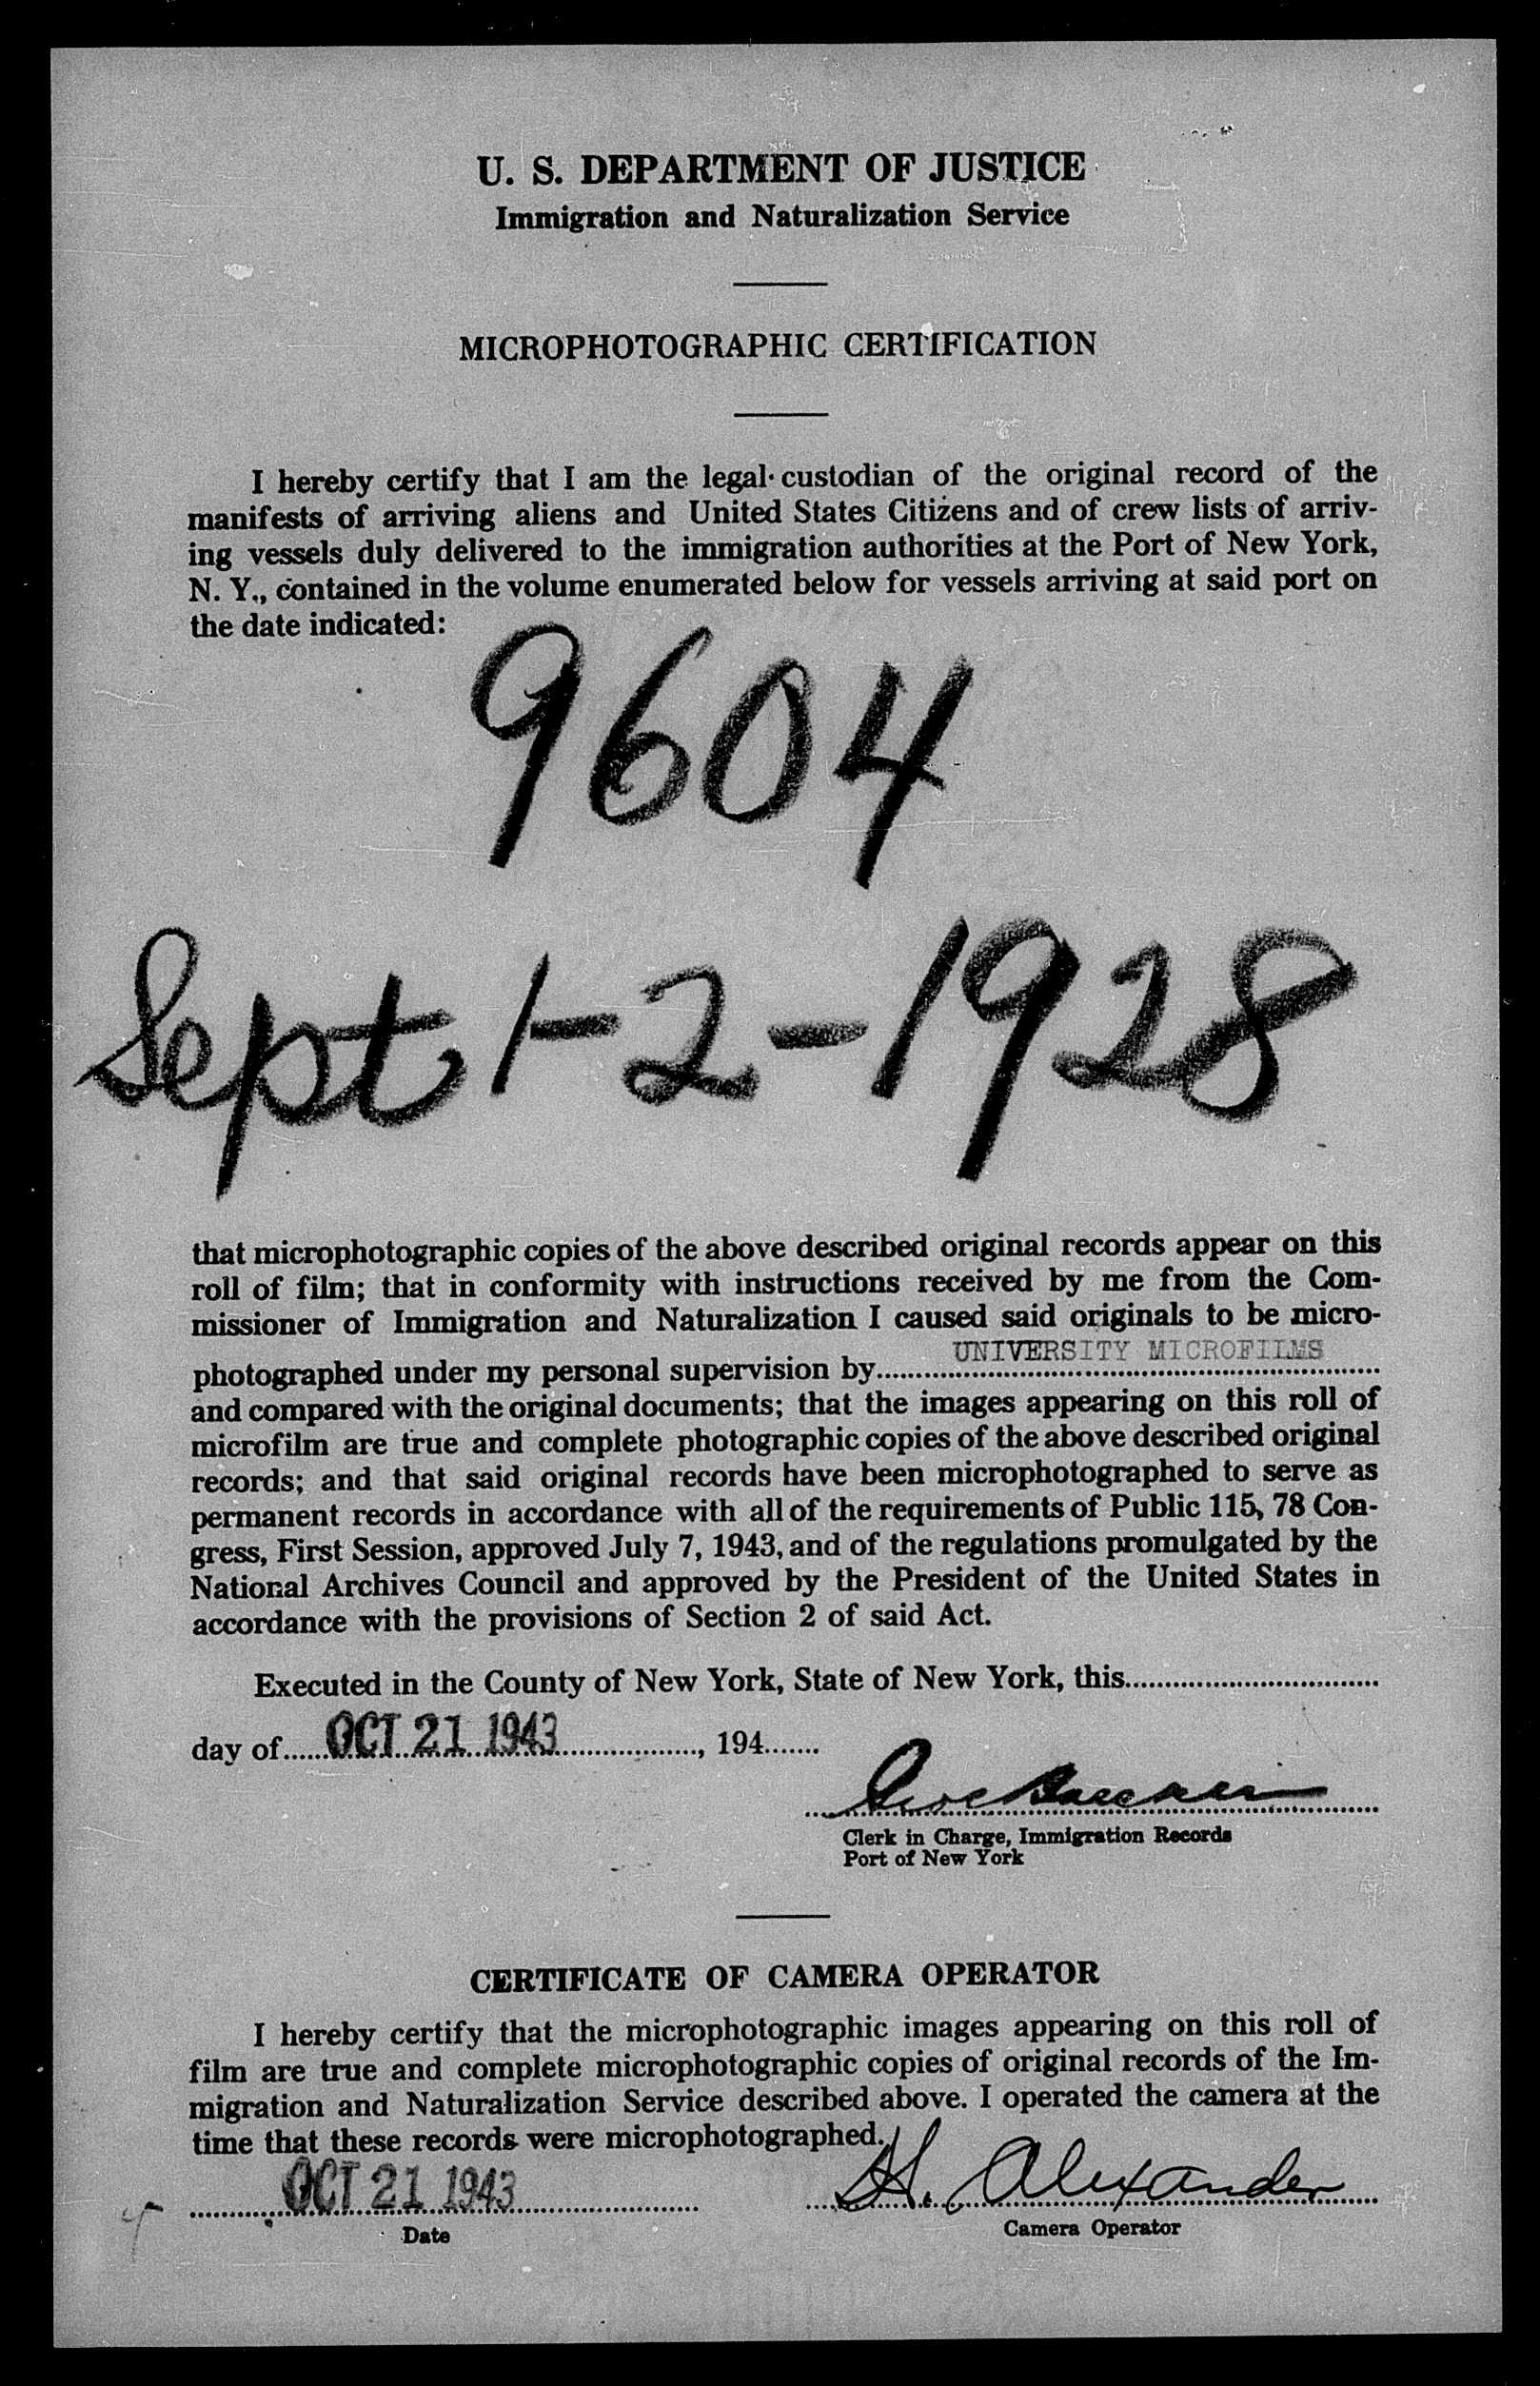 U. S. DEPARTMENT OF JUSTICE
Immigration and Naturalization Service
MICROPHOTOGRAPHIC CERTIFICATION
I hereby certify that I am the legal custodian of the original record of the
manifests of arriving aliens and United States Citizens and of crew lists of arriv-
ing vessels duly delivered to the immigration authorities at the Port of New York,
N. Y., contained in the volume enumerated below for vessels arriving at said port on
the date indicated:
9604
Sept 1-2-1928
that microphotographic copies of the above described original records appear on this
roll of film; that in conformity with instructions received by me from the Com-
missioner of Immigration and Naturalization I caused said originals to be micro-
photographed under my personal supervision by UNIVERSITY MICROFILMS
and compared with the original documents; that the images appearing on this roll of
microfilm are true and complete photographic copies of the above described original
records; and that said original records have been microphotographed to serve as
permanent records in accordance with all of the requirements of Public 115, 78 Con-
gress, First Session, approved July 7, 1943, and of the regulations promulgated by the
National Archives Council and approved by the President of the United States in
accordance with the provisions of Section 2 of said Act.
Executed in the County of New York, State of New York, this
day of OCT 21 1943, 194
Clerk in Charge, Immigration Records
Port of New York
CERTIFICATE OF CAMERA OPERATOR
I hereby certify that the microphotographic images appearing on this roll of
film are true and complete microphotographic copies of original records of the Im-
migration and Naturalization Service described above. I operated the camera at the
time that these records were microphotographed.
OCT 21 1943 H. Alexander
Date Camera Operator